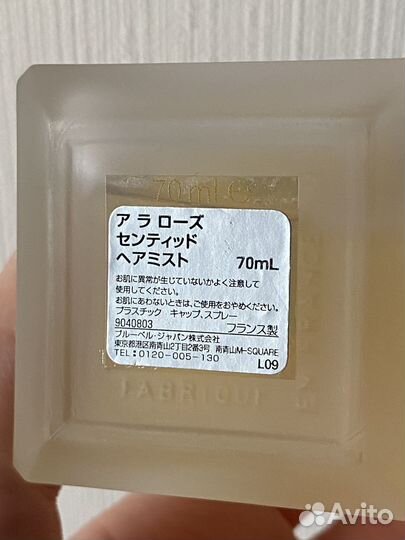 70ml e
ア ラ ローズ
センティッド
ヘアミスト 70mL
お肌に異常が生じていないかよく注意して
使用してください。
お肌にあわないときは、ご使用をおやめください。
プラスチック キャップ、スプレー
9040803 フランス製
ブルーベル・ジャパン株式会社
東京都港区南青山2丁目2番3号 南青山M-SQUARE
TEL:0120-005-130
L09
FABRIQUÉ
Avito